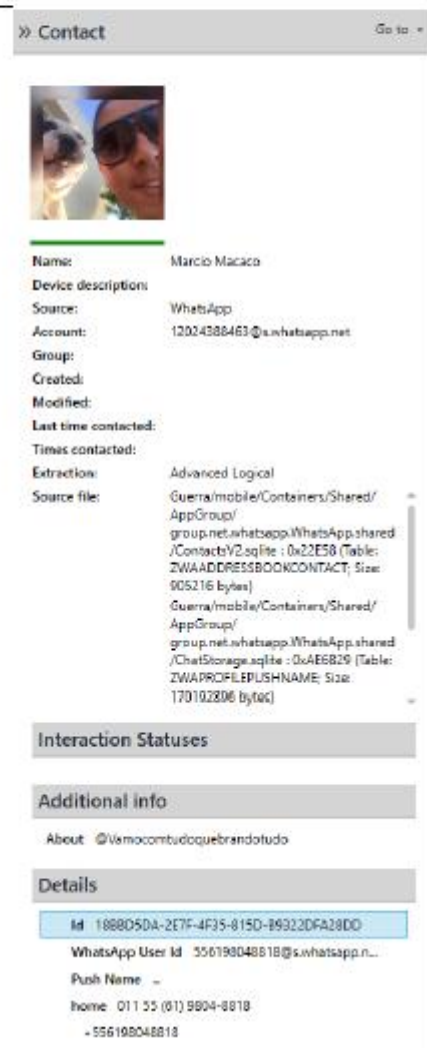 » Contact
Go to
Name: Marcio Macaco
Device description:
Source: WhatsApp
Account: 12024388463@s.whatsapp.net
Group:
Created:
Modified:
Last time contacted:
Times contacted:
Extraction: Advanced Logical
Source file: Guerra/mobile/Containers/Shared/
AppGroup/
group.net.whatsapp.WhatsApp.shared
/ContactsV2.sqlite : 0x22E58 (Table:
ZWAADDRESSBOOKCONTACT; Size:
905216 bytes)
Guerra/mobile/Containers/Shared/
AppGroup/
group.net.whatsapp.WhatsApp.shared
/ChatStorage.sqlite : 0xAE6829 (Table:
ZWAPROFILEPUSHNAME; Size:
170192896 bytes)
Interaction Statuses
Additional info
About @Vamocomtudoquebrandotudo
Details
Id 18BBD5DA-2E7F-4F35-815D-B9322DFA28DD
WhatsApp User Id 556198048818@s.whatsapp.n...
Push Name .
home 011 55 (61) 9804-8818
+556198048818